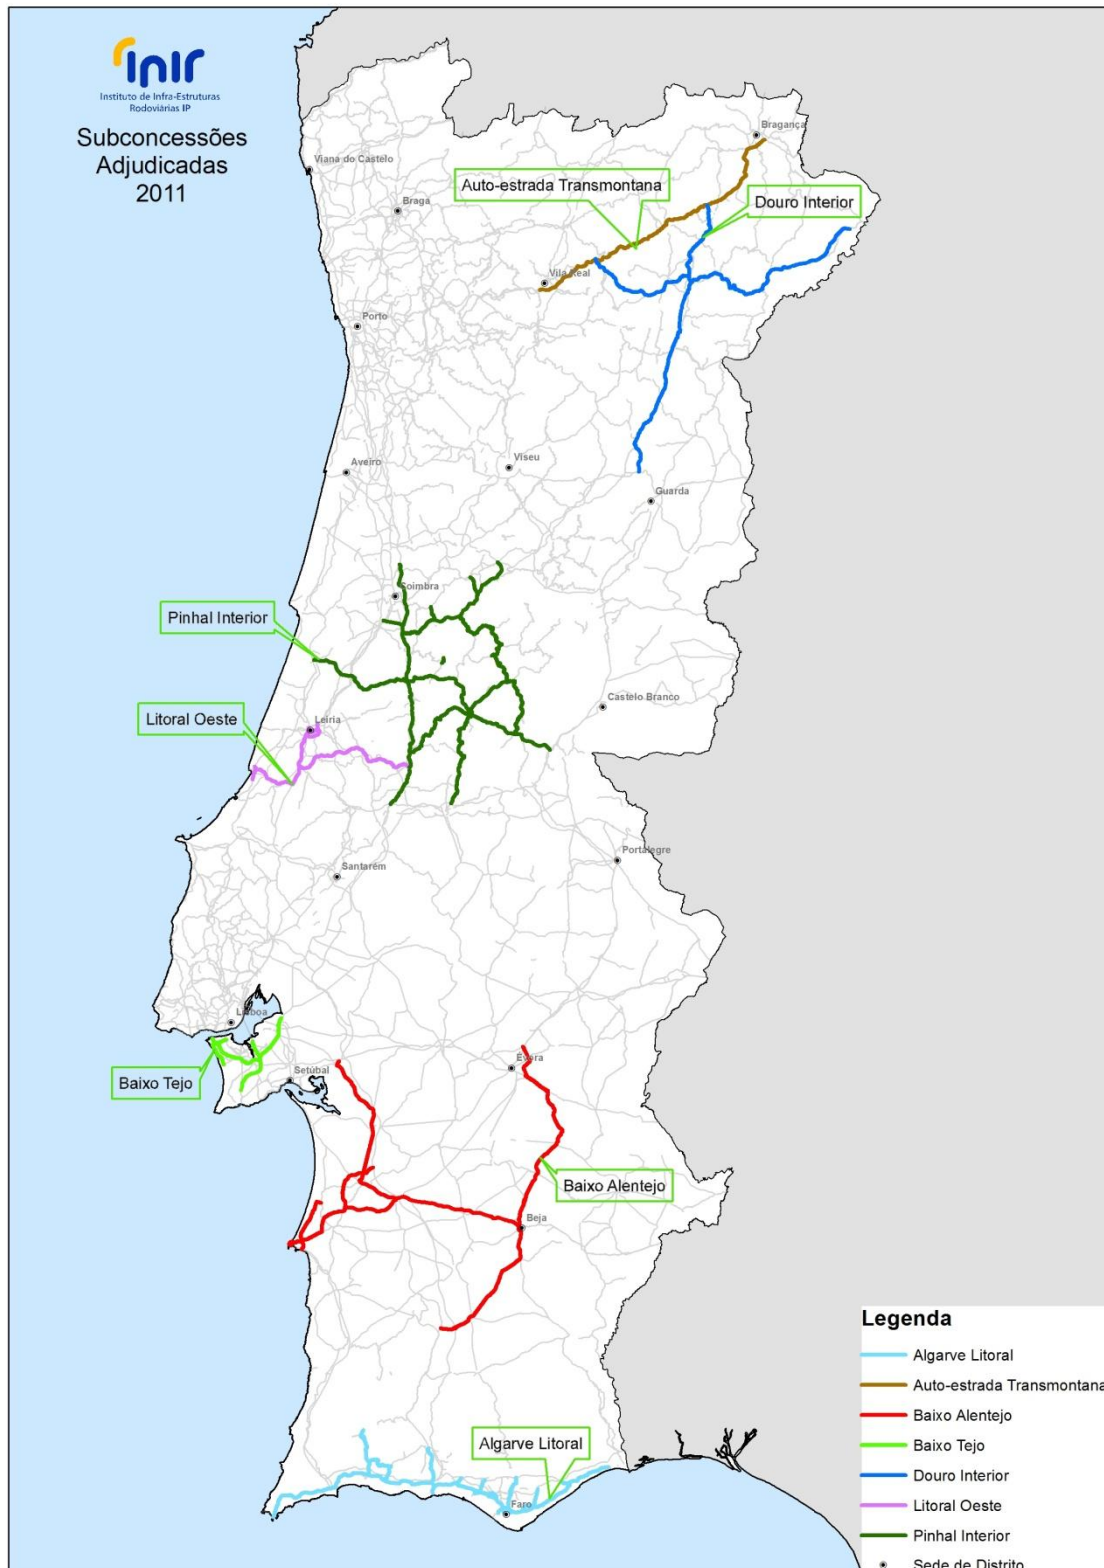 inir
Instituto de Infra-Estruturas
Rodoviárias IP
Subconcessões
Adjudicadas
2011
Bragança
Viana do Castelo
Auto-estrada Transmontana
Braga
Douro Interior
Vila Real
Porto
Viseu
Aveiro
Guarda
Coimbra
Pinhal Interior
Castelo Branco
Litoral Oeste
Leiria
Portalegre
Santarém
Lisboa
Évora
Setúbal
Baixo Tejo
Baixo Alentejo
Beja
Algarve Litoral
Faro
Legenda
Algarve Litoral
Auto-estrada Transmontana
Baixo Alentejo
Baixo Tejo
Douro Interior
Litoral Oeste
Pinhal Interior
Sede de Distrito